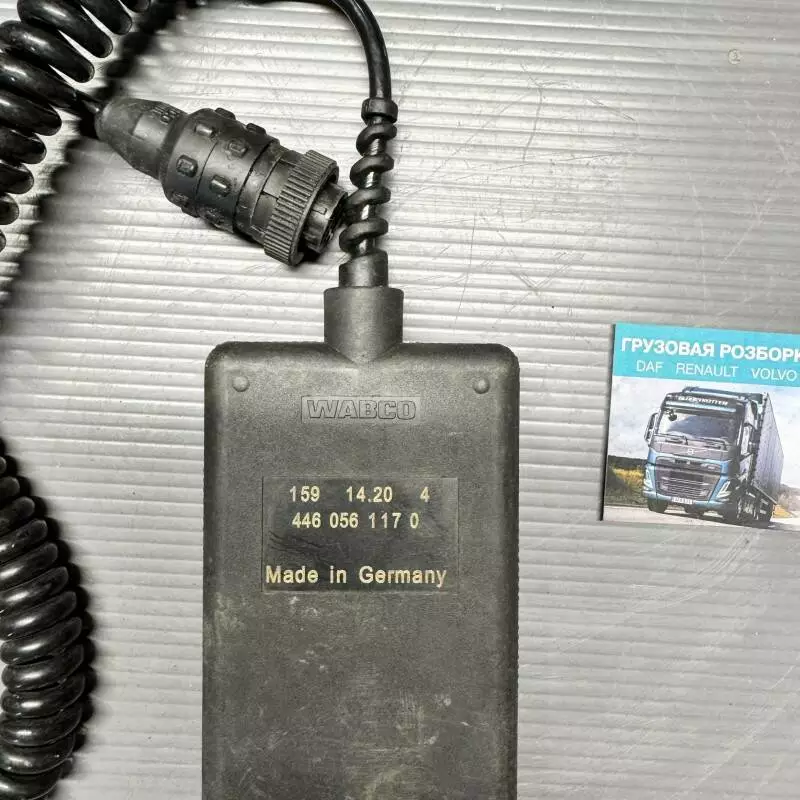 WABCO
159 14.20 4
446 056 117 0
Made in Germany
ГРУЗОВАЯ РОЗБОРК
DAF RENAULT VOLVO